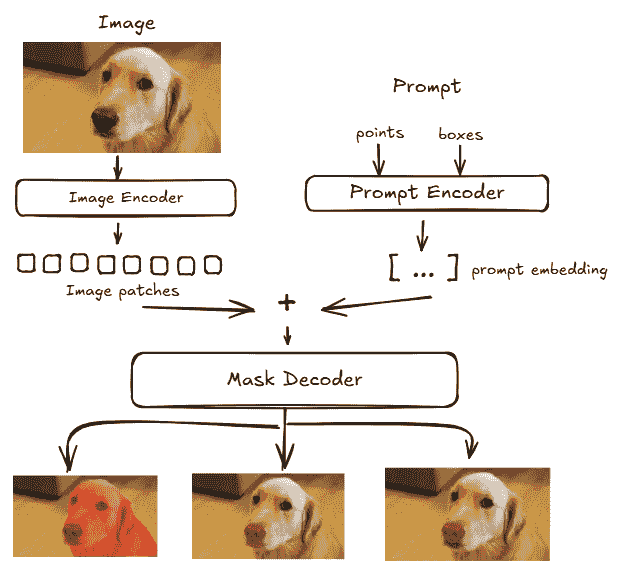 Image
Prompt
points boxes
Image Encoder
Prompt Encoder
[ ... ] prompt embedding
Image patches
+
Mask Decoder